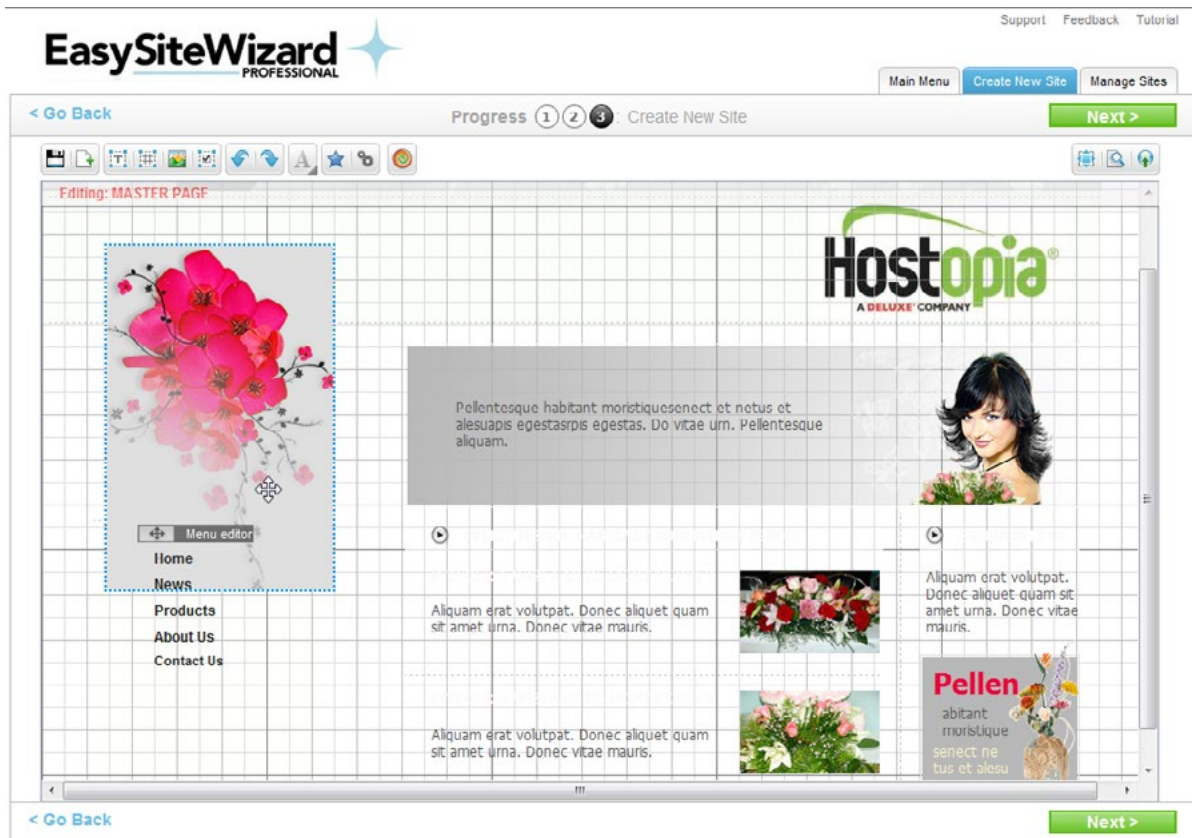 Support Feedback Tutorial
EasySiteWizard
PROFESSIONAL
Main Menu Create New Site Manage Sites
< Go Back
Progress 1 2 3 : Create New Site
Next >
Editing: MASTER PAGE
Hostopia®
A DELUXE® COMPANY
Pellentesque habitant moristiquesenect et netus et
alesuapis egestasrpis egestas. Do vitae urn. Pellentesque
aliquam.
Menu editor
Home
News
Products
About Us
Contact Us
Aliquam erat volutpat. Donec aliquet quam
sit amet urna. Donec vitae mauris.
Aliquam erat volutpat. Donec aliquet quam
sit amet urna. Donec vitae mauris.
Aliquam erat volutpat.
Donec aliquet quam sit
amet urna. Donec vitae
mauris.
Pellen
abitant
moristique
senect ne
tus et alesu
< Go Back
Next >